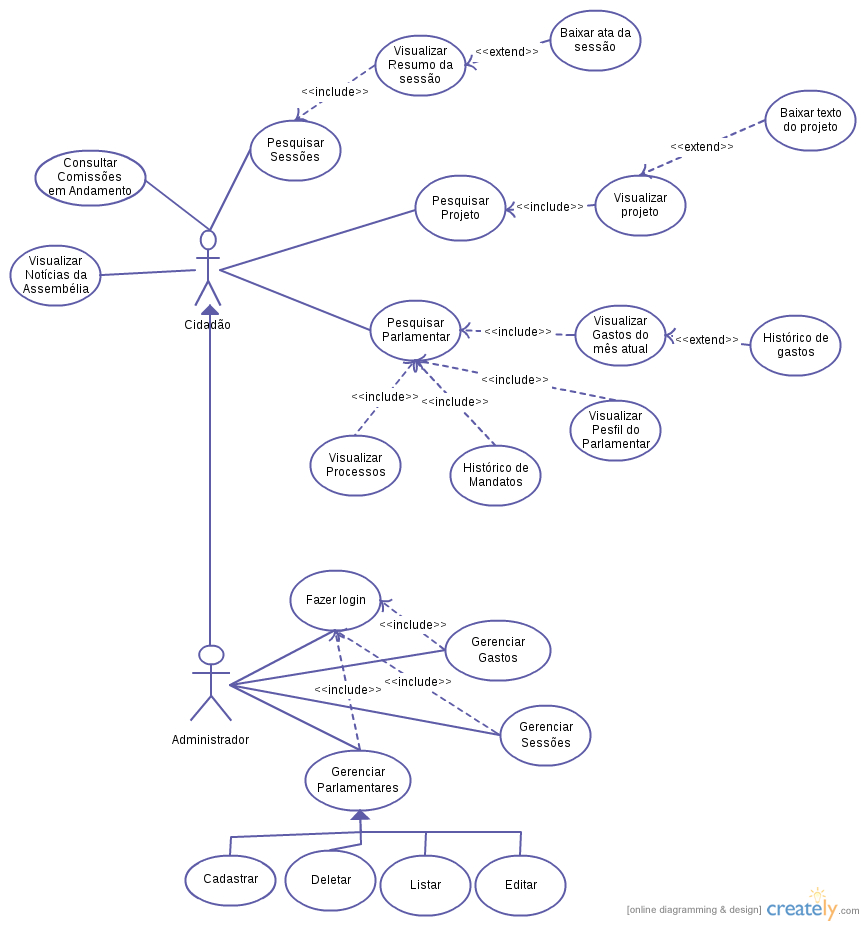 Baixar ata da
sessão
Visualizar
Resumo da
sessão
<<extend>>
<<include>>
Baixar texto
do projeto
Pesquisar
Sessões
<<extend>>
Consultar
Comissões
em Andamento
Pesquisar
Projeto
<<include>>
Visualizar
projeto
Visualizar
Notícias da
Assembélia
Cidadão
Pesquisar
Parlamentar
<<include>>
Visualizar
Gastos do
mês atual
<<extend>>
Histórico de
gastos
<<include>>
<<include>>
<<include>>
Visualizar
Pesfil do
Parlamentar
Visualizar
Processos
Histórico de
Mandatos
Fazer login
<<include>>
Gerenciar
Gastos
<<include>>
<<include>>
Administrador
Gerenciar
Sessões
Gerenciar
Parlamentares
Cadastrar
Deletar
Listar
Editar
[online diagramming & design] creately.com